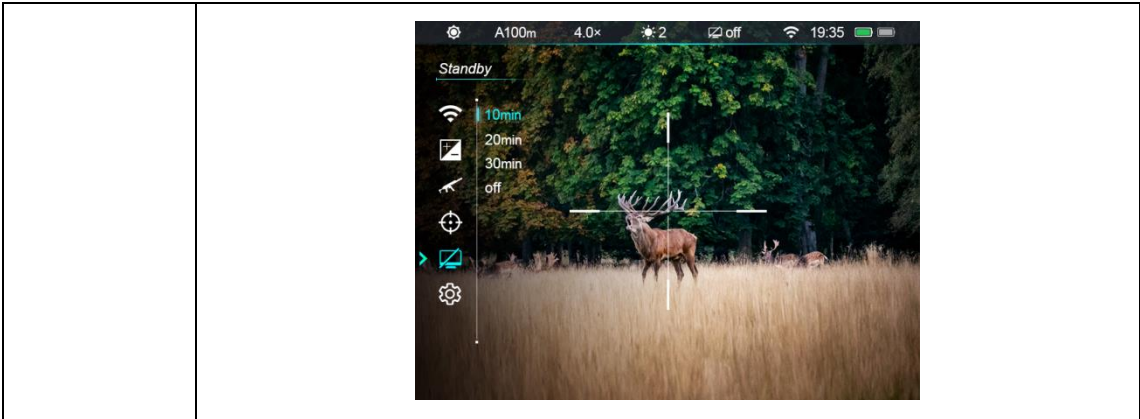 A100m 4.0× 2 off 19:35
Standby
10min
20min
30min
off